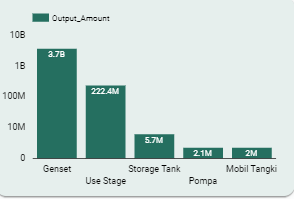 Output_Amount
10B
1B
100M
10M
0
3.7B
222.4M
5.7M
2.1M
2M
Genset
Use Stage
Storage Tank
Pompa
Mobil Tangki